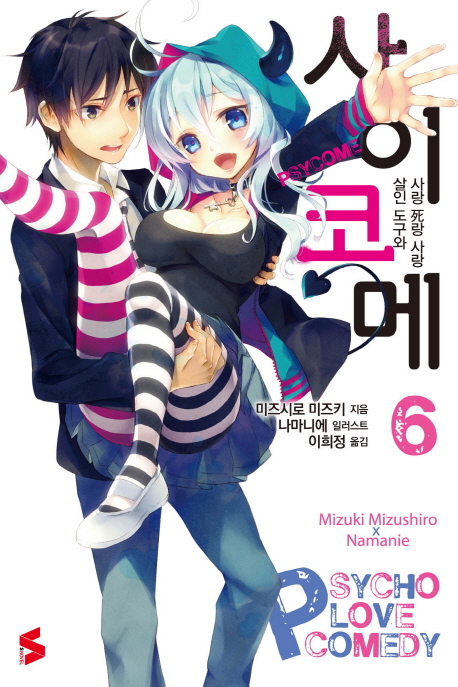 사이코메
PSYCOME
사랑 死랑 사랑
살인 도구와
6
미즈시로 미즈키 지음
나마니에 일러스트
이희정 옮김
Mizuki Mizushiro
x
Namanie
PSYCHO
LOVE
COMEDY
S NOVEL